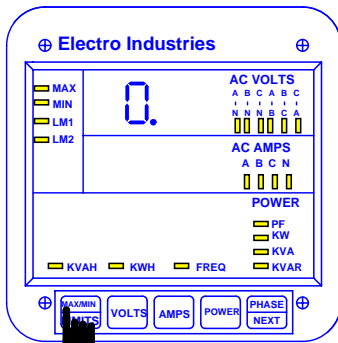 Electro Industries
MAX
MIN
LM1
LM2
0.
AC VOLTS
A B C A B C
- - - - - -
N N N B C A
AC AMPS
A B C N
POWER
PF
KW
KVA
KVAH KWH FREQ KVAR
MAX/MIN
VOLTS AMPS POWER PHASE
NEXT